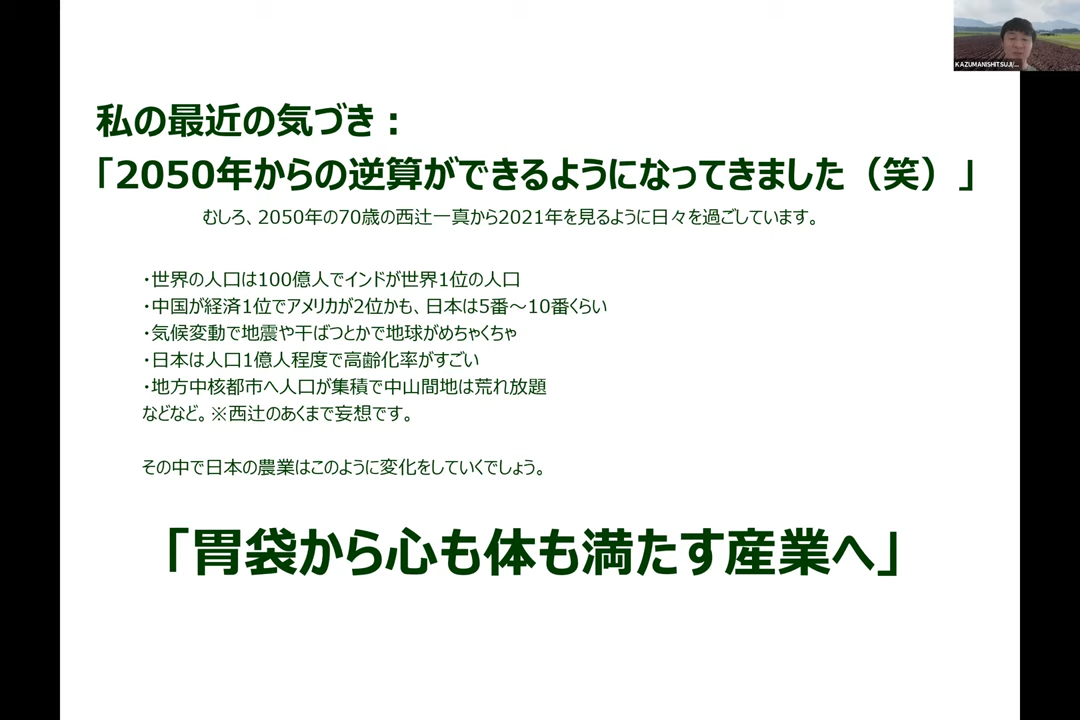 KAZUMANISHITSUJI/...
私の最近の気づき：
「2050年からの逆算ができるようになってきました（笑）」
むしろ、2050年の70歳の西辻一真から2021年を見るように日々を過ごしています。
・世界の人口は100億人でインドが世界1位の人口
・中国が経済1位でアメリカが2位かも、日本は5番～10番くらい
・気候変動で地震や干ばつとかで地球がめちゃくちゃ
・日本は人口1億人程度で高齢化率がすごい
・地方中核都市へ人口が集積で中山間地は荒れ放題
などなど。※西辻のあくまで妄想です。
その中で日本の農業はこのように変化をしていくでしょう。
「胃袋から心も体も満たす産業へ」